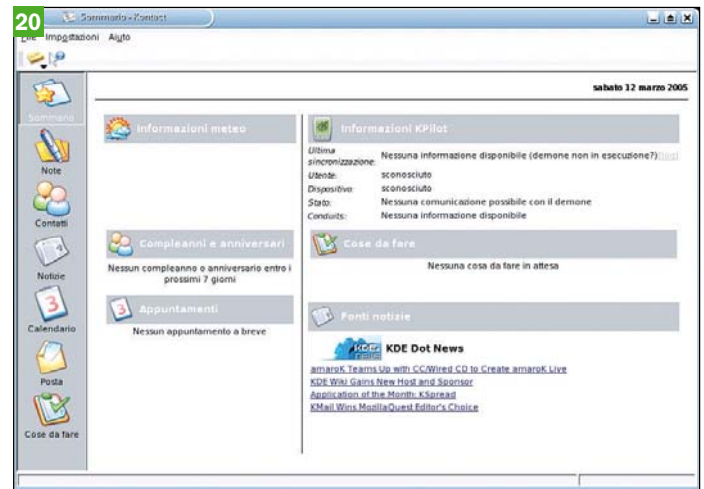 20
Sommario - Kontact
File Impostazioni Aiuto
sabato 12 marzo 2005
Sommario
Note
Contatti
Notizie
Calendario
Posta
Cose da fare
Informazioni meteo
Compleanni e anniversari
Nessun compleanno o anniversario entro i
prossimi 7 giorni
Appuntamenti
Nessun appuntamento a breve
Informazioni KPilot
Ultima sincronizzazione: Nessuna informazione disponibile (demone non in esecuzione?)
Utente: sconosciuto
Dispositivo: sconosciuto
Stato: Nessuna comunicazione possibile con il demone
Conduits: Nessuna informazione disponibile
Cose da fare
Nessuna cosa da fare in attesa
Fonti notizie
KDE Dot News
amaroK Teams Up with CC/Wired CD to Create amaroK Live
KDE Wiki Gains New Host and Sponsor
Application of the Month: KSpread
KMail Wins MozillaQuest Editor's Choice